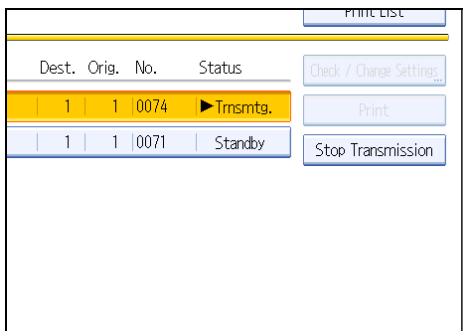 Print List
Dest. Orig. No. Status
Check / Change Settings
1 1 0074 ▶Trnsmtg.
Print
1 1 0071 Standby
Stop Transmission